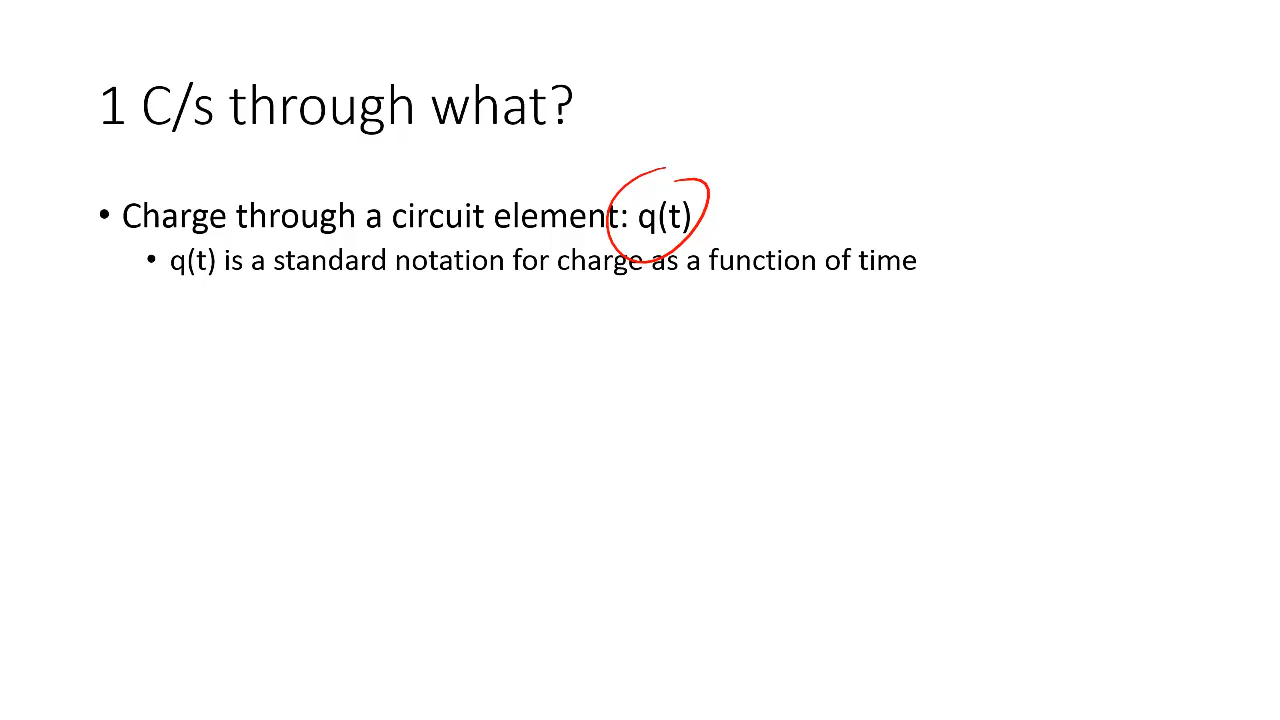 1 C/s through what?
• Charge through a circuit element: q(t)
• q(t) is a standard notation for charge as a function of time